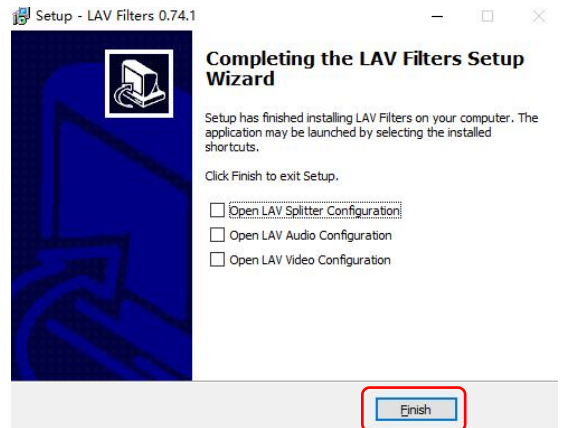 Setup - LAV Filters 0.74.1
Completing the LAV Filters Setup
Wizard
Setup has finished installing LAV Filters on your computer. The
application may be launched by selecting the installed
shortcuts.
Click Finish to exit Setup.
Open LAV Splitter Configuration
Open LAV Audio Configuration
Open LAV Video Configuration
Finish